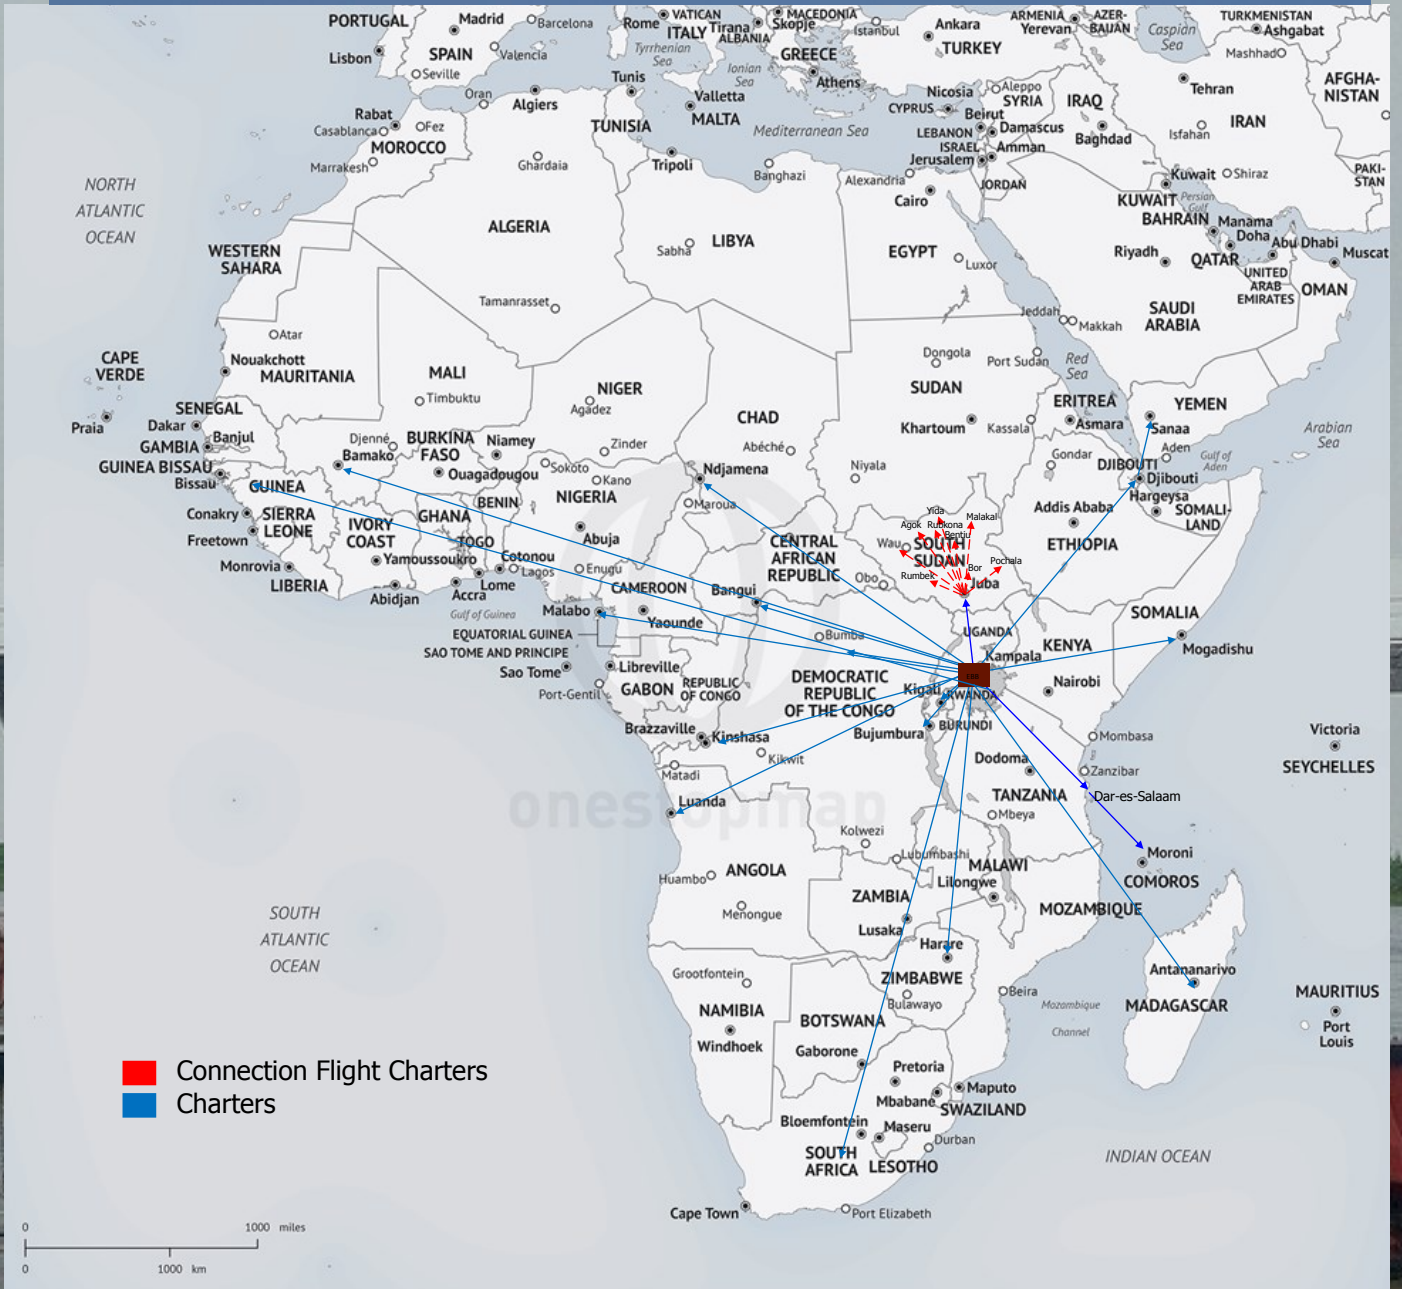 PORTUGAL
Madrid
Barcelona
Rome
VATICAN
ITALY
Tirana
ALBANIA
MACEDONIA
Skopje
Istanbul
Ankara
TURKEY
ARMENIA
Yerevan
AZER-
BAIJAN
Caspian
Sea
TURKMENISTAN
Ashgabat
Mashhad
Lisbon
SPAIN
Valencia
Seville
Tyrrhenian
Sea
Ionian
Sea
GREECE
Athens
Tehran
AFGHA-
NISTAN
Oran
Algiers
Tunis
Valletta
MALTA
Mediterranean Sea
Nicosia
CYPRUS
Aleppo
SYRIA
Beirut
LEBANON
Damascus
ISRAEL
Amman
Jerusalem
JORDAN
IRAQ
Baghdad
IRAN
Isfahan
Rabat
Casablanca
Fez
MOROCCO
Marrakesh
Ghardaia
TUNISIA
Tripoli
Banghazi
Alexandria
Cairo
Kuwait
KUWAIT
Shiraz
PAKI-
STAN
Persian
Gulf
BAHRAIN
Manama
Doha
QATAR
Abu Dhabi
Muscat
UNITED
ARAB
EMIRATES
OMAN
Riyadh
SAUDI
ARABIA
NORTH
ATLANTIC
OCEAN
WESTERN
SAHARA
ALGERIA
Sabha
LIBYA
EGYPT
Luxor
Tamanrasset
Jeddah
Makkah
Atar
Nouakchott
MAURITANIA
CAPE
VERDE
Praia
MALI
Timbuktu
NIGER
Agadez
CHAD
Dongola
Port Sudan
Red
Sea
SUDAN
Khartoum
Kassala
ERITREA
Asmara
YEMEN
Sanaa
Aden
Arabian
Sea
SENEGAL
Dakar
GAMBIA
Banjul
GUINEA BISSAU
Bissau
Djenné
Bamako
BURKINA
FASO
Niamey
Ouagadougou
Sokoto
Zinder
Kano
Abéché
Ndjamena
Maroua
Niyala
Gondar
DJIBOUTI
Djibouti
Gulf of
Aden
Hargeysa
SOMALI-
LAND
GUINEA
Conakry
SIERRA
LEONE
Freetown
Monrovia
LIBERIA
IVORY
COAST
Yamoussoukro
Abidjan
GHANA
TOGO
BENIN
NIGERIA
Abuja
Cotonou
Lagos
Lome
Accra
Enugu
Gulf of Guinea
CAMEROON
Malabo
Yaounde
EQUATORIAL GUINEA
SAO TOME AND PRINCIPE
Sao Tome
CENTRAL
AFRICAN
REPUBLIC
Bangui
Obo
Yida
Agok
Rubkona
Malakal
Bentiu
Wau
SOUTH
SUDAN
Pochala
Bor
Rumbek
Juba
Addis Ababa
ETHIOPIA
SOMALIA
Mogadishu
UGANDA
Kampala
KENYA
Nairobi
Bumba
EBB
Libreville
GABON
Port-Gentil
REPUBLIC
OF CONGO
DEMOCRATIC
REPUBLIC
OF THE CONGO
Kigali
RWANDA
BURUNDI
Bujumbura
Brazzaville
Kinshasa
Kikwit
Matadi
Mombasa
Dodoma
Zanzibar
TANZANIA
Dar-es-Salaam
Mbeya
Victoria
SEYCHELLES
onestopmap
Luanda
Kolwezi
Lubumbashi
MALAWI
Lilongwe
Moroni
COMOROS
ANGOLA
Huambo
Menongue
ZAMBIA
Lusaka
MOZAMBIQUE
Harare
ZIMBABWE
Bulawayo
Antananarivo
MADAGASCAR
Beira
Mozambique
Channel
MAURITIUS
Port
Louis
SOUTH
ATLANTIC
OCEAN
Grootfontein
NAMIBIA
Windhoek
BOTSWANA
Gaborone
Pretoria
Maputo
Mbabane
SWAZILAND
Bloemfontein
Maseru
Durban
SOUTH
AFRICA
LESOTHO
INDIAN OCEAN
Cape Town
Port Elizabeth
Connection Flight Charters
Charters
0 1000 miles
0 1000 km